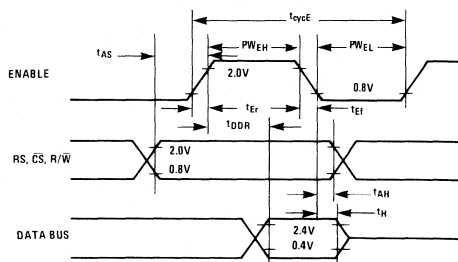 tcycE
tAS
PWEH
PWEL
ENABLE
2.0V
0.8V
tEr
tEf
tDDR
RS, C̅S̅, R/W̅
2.0V
0.8V
tAH
tH
DATA BUS
2.4V
0.4V